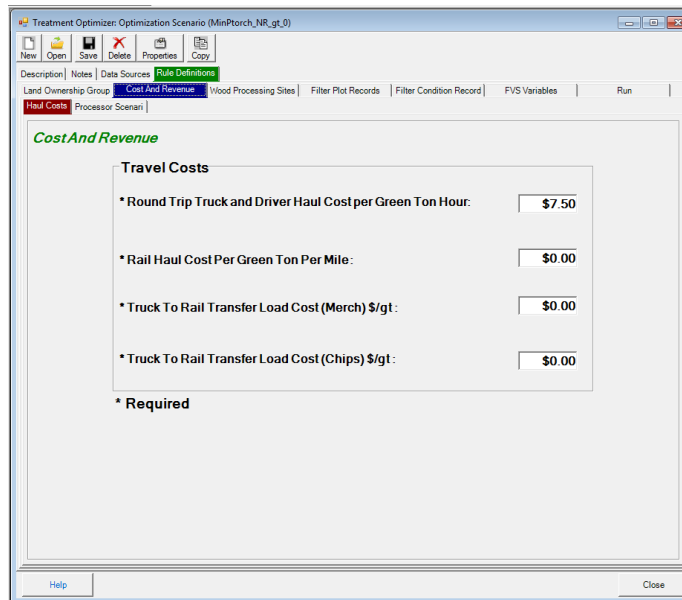 Treatment Optimizer: Optimization Scenario (MinPtorch_NR_gt_0)
New Open Save Delete Properties Copy
Description Notes Data Sources Rule Definitions
Land Ownership Group Cost And Revenue Wood Processing Sites Filter Plot Records Filter Condition Record FVS Variables Run
Haul Costs Processor Scenari
Cost And Revenue
Travel Costs
* Round Trip Truck and Driver Haul Cost per Green Ton Hour: $7.50
* Rail Haul Cost Per Green Ton Per Mile: $0.00
* Truck To Rail Transfer Load Cost (Merch) $/gt : $0.00
* Truck To Rail Transfer Load Cost (Chips) $/gt : $0.00
* Required
Help Close